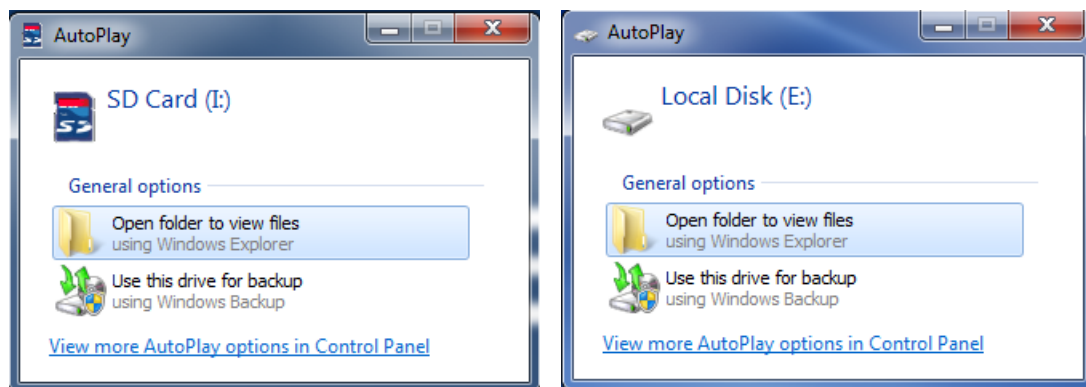 AutoPlay
SD Card (I:)
General options
Open folder to view files
using Windows Explorer
Use this drive for backup
using Windows Backup
View more AutoPlay options in Control Panel
AutoPlay
Local Disk (E:)
General options
Open folder to view files
using Windows Explorer
Use this drive for backup
using Windows Backup
View more AutoPlay options in Control Panel